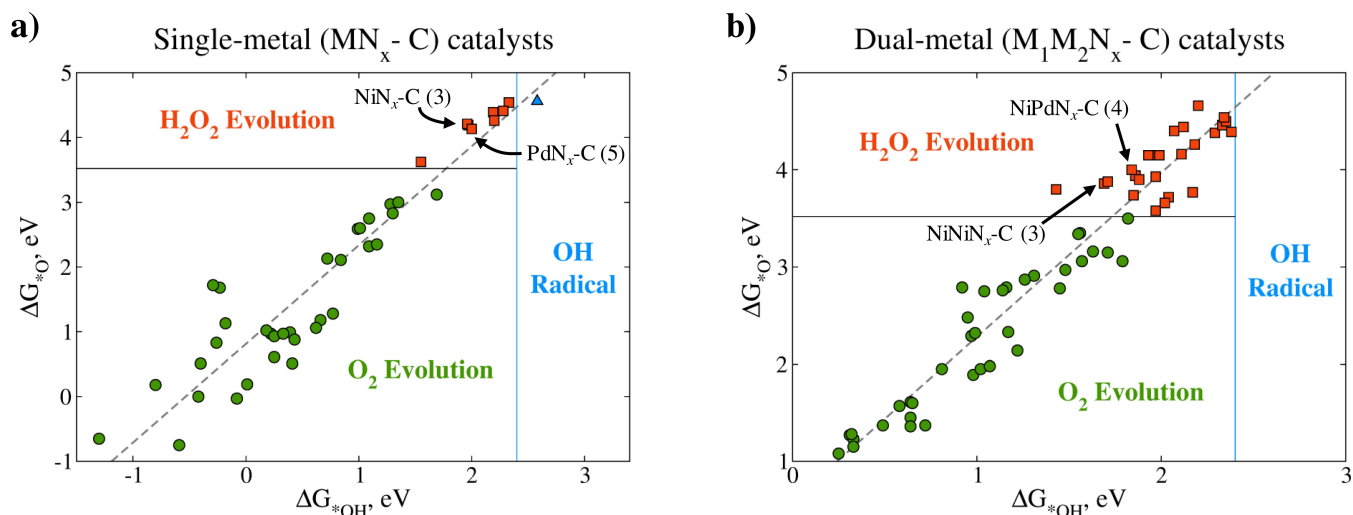 a)
Single-metal (MNx- C) catalysts
5
4
3
2
1
0
-1
ΔG*O, eV
H2O2 Evolution
NiNx-C (3)
PdNx-C (5)
OH
Radical
O2 Evolution
-1 0 1 2 3
ΔG*OH, eV
b)
Dual-metal (M1M2Nx- C) catalysts
5
4
3
2
1
ΔG*O, eV
H2O2 Evolution
NiPdNx-C (4)
NiNiNx-C (3)
OH
Radical
O2 Evolution
0 1 2 3
ΔG*OH, eV